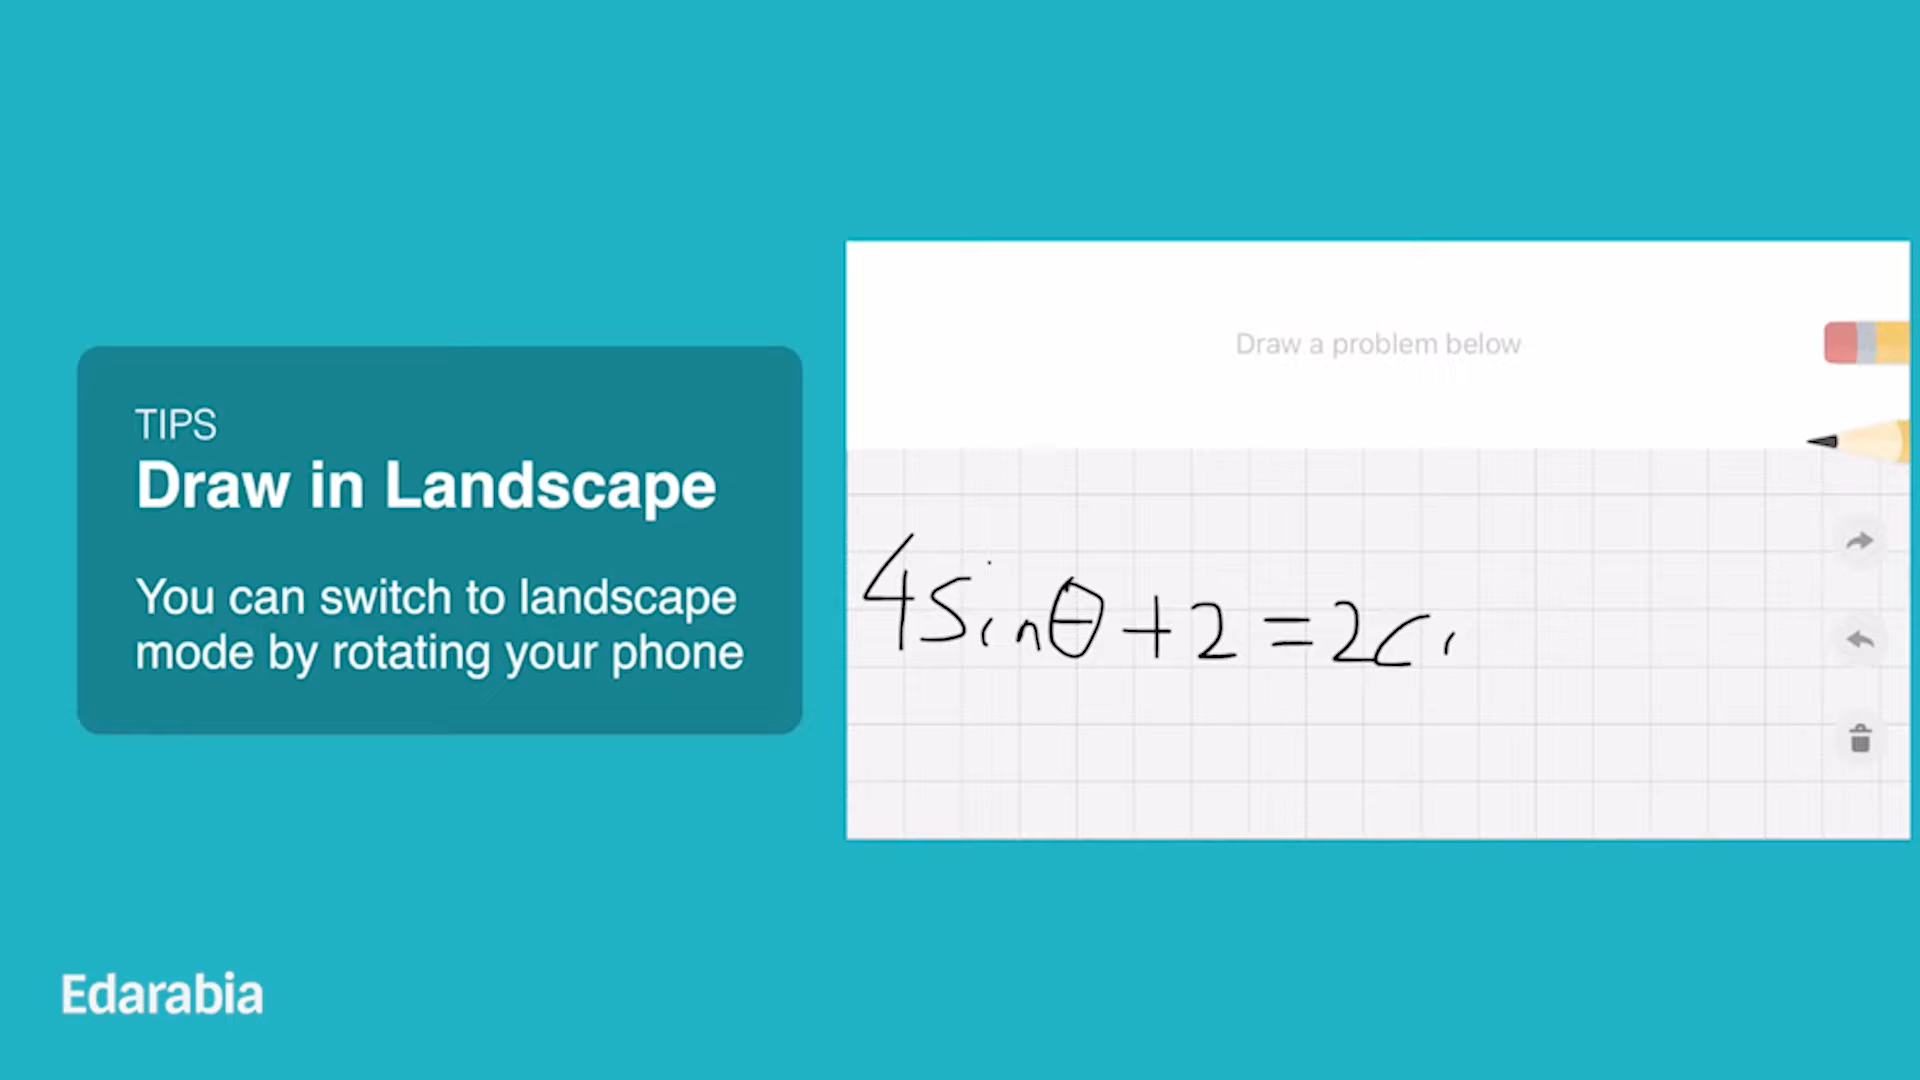 TIPS
Draw in Landscape
You can switch to landscape
mode by rotating your phone
Draw a problem below
4sinθ+2=2c
Edarabia